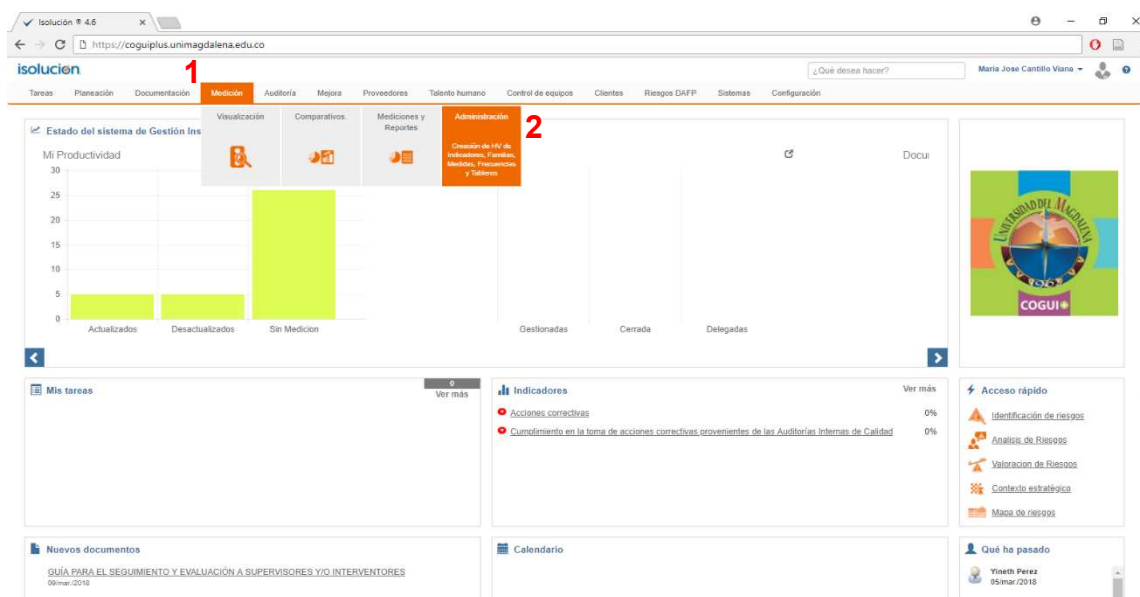 Isolución ® 4.6
https://coguiplus.unimagdalena.edu.co
isolución
1
¿Qué desea hacer?
Maria Jose Cantillo Viana
Tareas Planeación Documentación Medición Auditoría Mejora Proveedores Talento humano Control de equipos Clientes Riesgos DAFP Sistemas Configuración
Visualización
Comparativos.
Mediciones y
Reportes
Administración
Creación de HV de
Indicadores, Familias,
Medidas, Frecuencias
y Tableros
2
Estado del sistema de Gestión Ins
Mi Productividad
Docu
30
25
20
15
10
5
0
Actualizados Desactualizados Sin Medicion
Gestionadas Cerrada Delegadas
UNIVERSIDAD DEL MAGDALENA
1962
COGUI+
Mis tareas
0
Ver más
Indicadores
Ver más
Acciones correctivas 0%
Cumplimiento en la toma de acciones correctivas provenientes de las Auditorías Internas de Calidad 0%
Acceso rápido
Identificación de riesgos
Analisis de Riesgos
Valoracion de Riesgos
Contexto estratégico
Mapa de riesgos
Nuevos documentos
GUÍA PARA EL SEGUIMIENTO Y EVALUACIÓN A SUPERVISORES Y/O INTERVENTORES
09/mar./2018
Calendario
Qué ha pasado
Yineth Perez
05/mar./2018